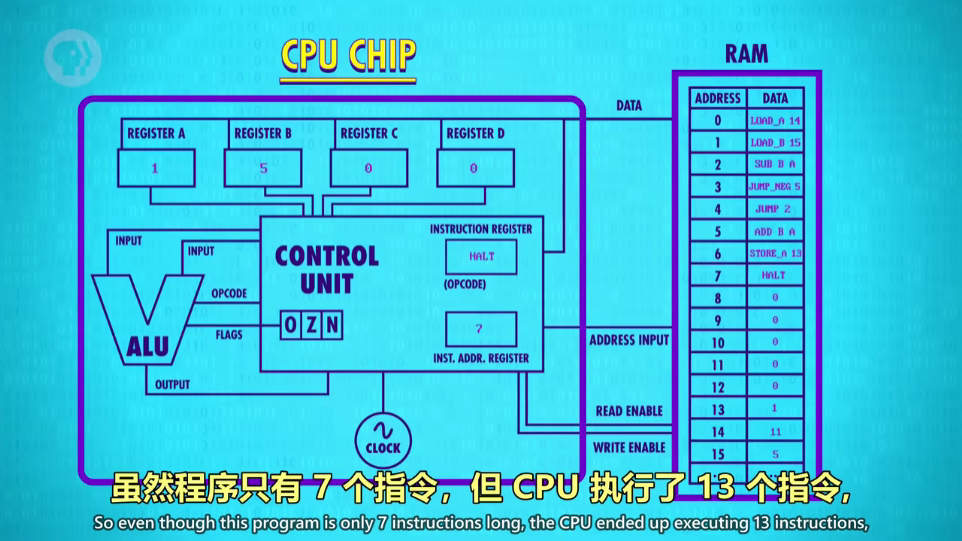 PBS
CPU CHIP
RAM
DATA
ADDRESS DATA
0 LOAD_A 14
1 LOAD_B 15
2 SUB B A
3 JUMP_NEG 5
4 JUMP 2
5 ADD B A
6 STORE_A 13
7 HALT
8 0
9 0
10 0
11 0
12 0
13 1
14 11
15 5
REGISTER A REGISTER B REGISTER C REGISTER D
1 5 0 0
INPUT
INPUT
CONTROL
UNIT
INSTRUCTION REGISTER
HALT
(OPCODE)
OPCODE
O Z N
FLAGS
7
INST. ADDR. REGISTER
ALU
OUTPUT
ADDRESS INPUT
READ ENABLE
WRITE ENABLE
CLOCK
虽然程序只有 7 个指令，但 CPU 执行了 13 个指令，
So even though this program is only 7 instructions long, the CPU ended up executing 13 instructions,